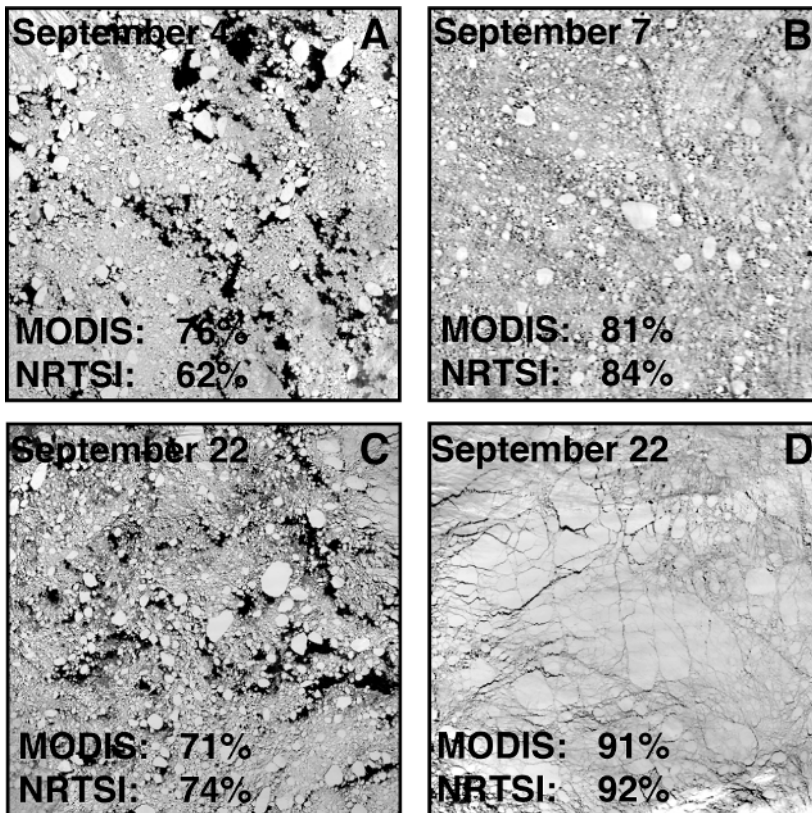 September 4 A
MODIS: 76%
NRTSI: 62%
September 7 B
MODIS: 81%
NRTSI: 84%
September 22 C
MODIS: 71%
NRTSI: 74%
September 22 D
MODIS: 91%
NRTSI: 92%